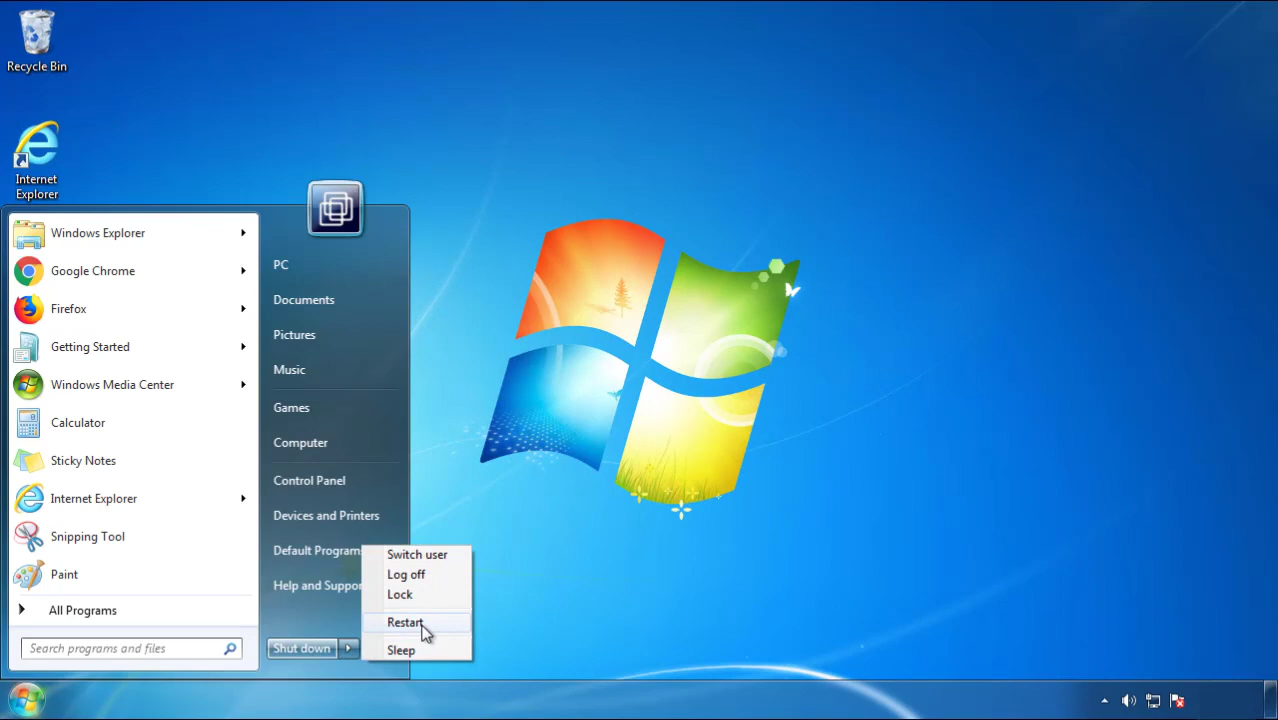 Recycle Bin
Internet
Explorer
Windows Explorer
Google Chrome
Firefox
Getting Started
Windows Media Center
Calculator
Sticky Notes
Internet Explorer
Snipping Tool
Paint
All Programs
Search programs and files
PC
Documents
Pictures
Music
Games
Computer
Control Panel
Devices and Printers
Default Program
Help and Suppor
Shut down
Switch user
Log off
Lock
Restart
Sleep